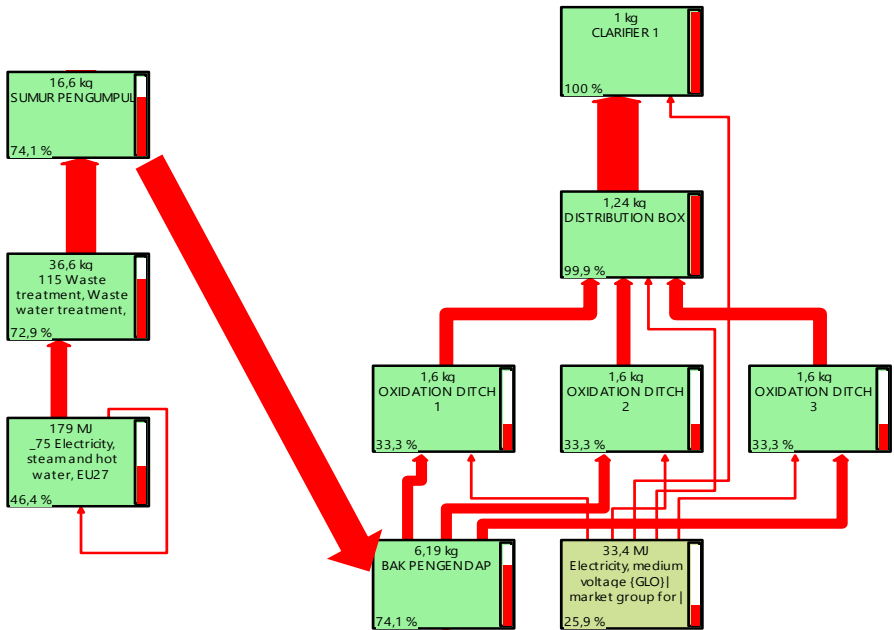 1 kg
CLARIFIER 1
100 %
16,6 kg
SUMUR PENGUMPUL
74,1 %
1,24 kg
DISTRIBUTION BOX
99,9 %
36,6 kg
115 Waste
treatment, Waste
water treatment,
72,9 %
1,6 kg
OXIDATION DITCH
1
33,3 %
1,6 kg
OXIDATION DITCH
2
33,3 %
1,6 kg
OXIDATION DITCH
3
33,3 %
179 MJ
_75 Electricity,
steam and hot
water, EU27
46,4 %
6,19 kg
BAK PENGENDAP
74,1 %
33,4 MJ
Electricity, medium
voltage {GLO}|
market group for |
25,9 %